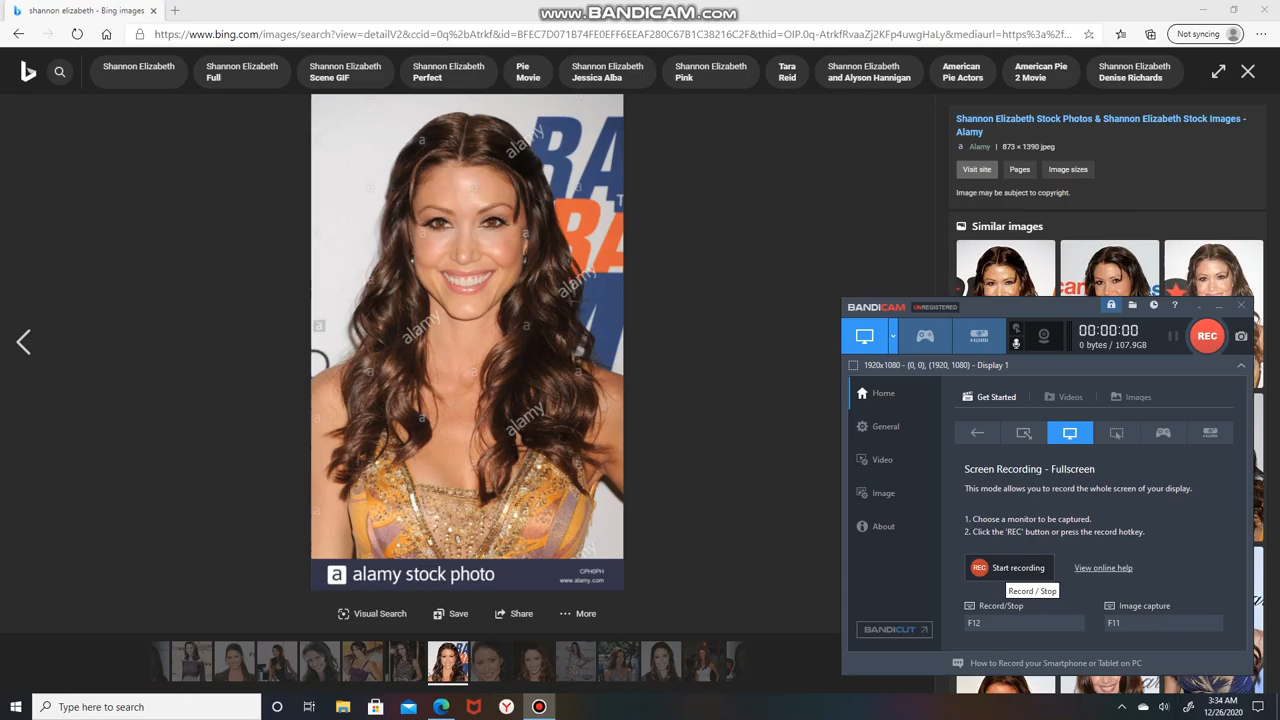 shannon elizabeth - Bing images
www.BANDICAM.com
https://www.bing.com/images/search?view=detailV2&ccid=0q%2bAtrkf&id=BFEC7D071B74FE0EFF6EEAF280C67B1C38216C2F&thid=OIP.0q-AtrkfRvaaZj2KFp4uwgHaLy&mediaurl=https%3a%2f...
Not syncing
Shannon Elizabeth
Shannon Elizabeth
Full
Shannon Elizabeth
Scene GIF
Shannon Elizabeth
Perfect
Pie
Movie
Shannon Elizabeth
Jessica Alba
Shannon Elizabeth
Pink
Tara
Reid
Shannon Elizabeth
and Alyson Hannigan
American
Pie Actors
American Pie
2 Movie
Shannon Elizabeth
Denise Richards
Shannon Elizabeth Stock Photos & Shannon Elizabeth Stock Images -
Alamy
a Alamy | 873 × 1390 jpeg
Visit site
Pages
Image sizes
Image may be subject to copyright.
Similar images
alamy
alamy
alamy
alamy
a alamy stock photo
CPH0PH
www.alamy.com
Visual Search
Save
Share
More
BANDICAM UNREGISTERED
HDMI
00:00:00
0 bytes / 107.9GB
REC
1920x1080 - (0, 0), (1920, 1080) - Display 1
Home
General
Video
Image
About
BANDICUT
Get Started
Videos
Images
HDMI
Screen Recording - Fullscreen
This mode allows you to record the whole screen of your display.
1. Choose a monitor to be captured.
2. Click the 'REC' button or press the record hotkey.
REC Start recording
View online help
Record / Stop
Record/Stop
Image capture
F12
F11
How to Record your Smartphone or Tablet on PC
Type here to search
3:34 AM
12/26/2020